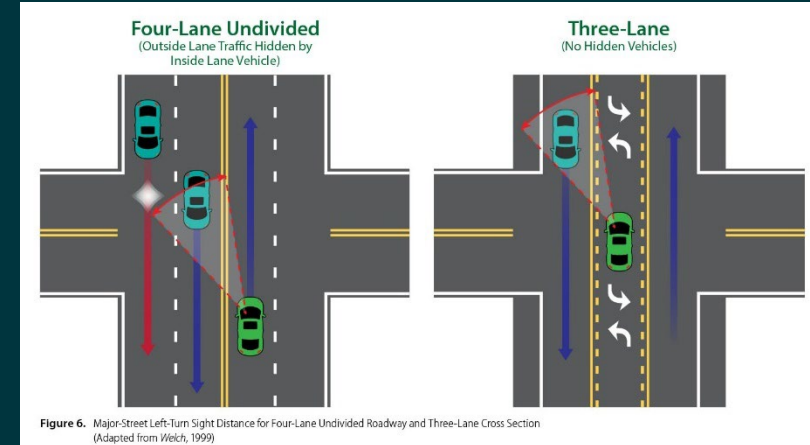 Four-Lane Undivided
(Outside Lane Traffic Hidden by
Inside Lane Vehicle)
Three-Lane
(No Hidden Vehicles)
Figure 6. Major-Street Left-Turn Sight Distance for Four-Lane Undivided Roadway and Three-Lane Cross Section
(Adapted from Welch, 1999)